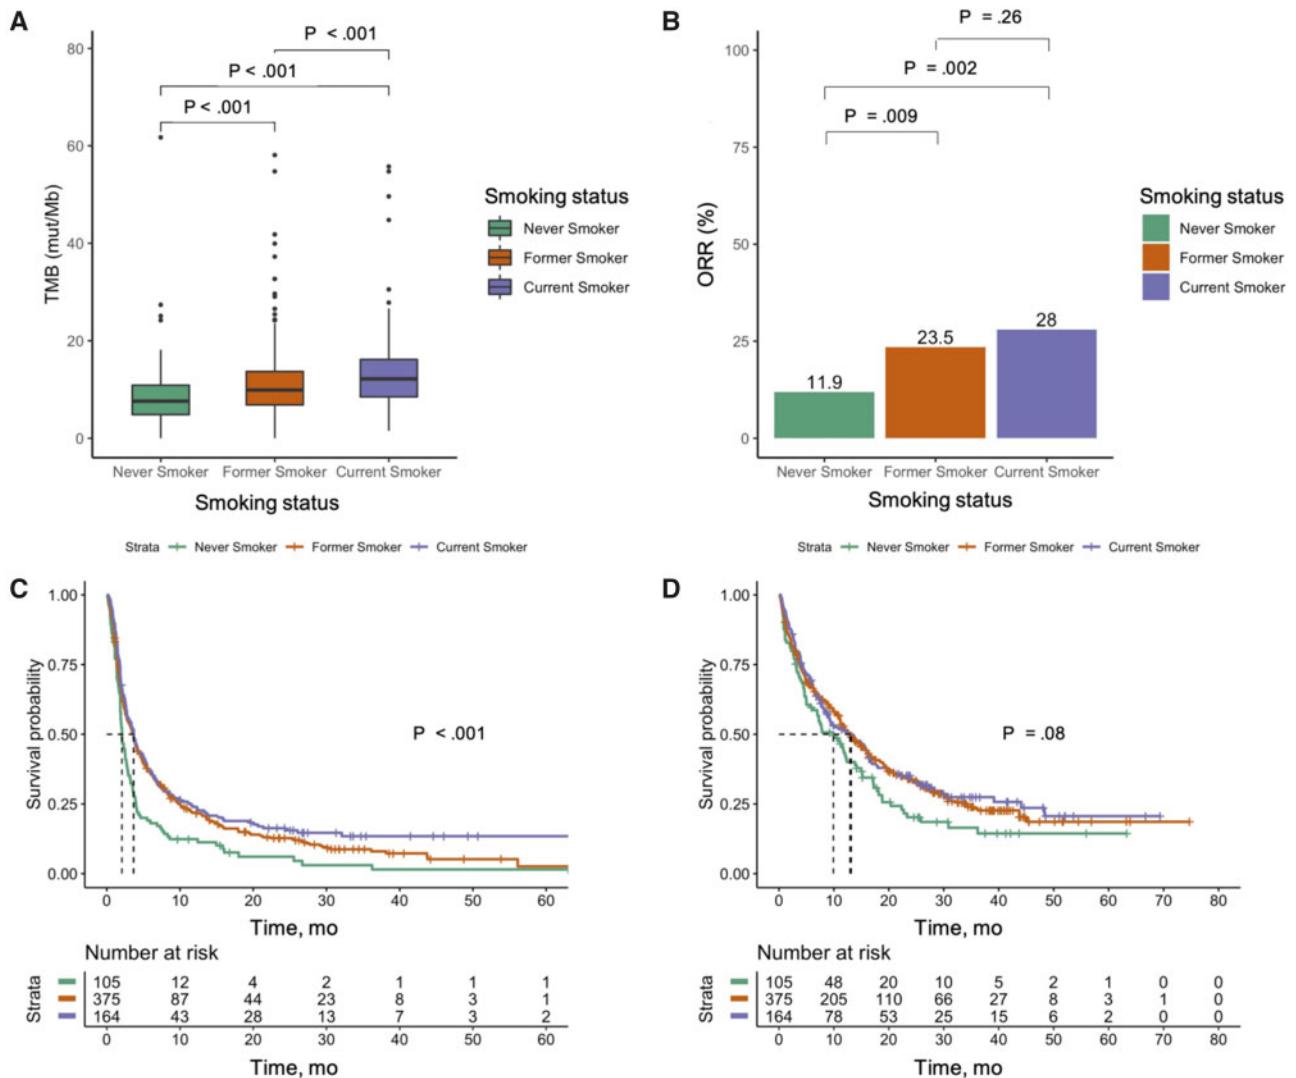 A
P < .001
P < .001
P < .001
80
60
40
20
0
TMB (mut/Mb)
Never Smoker Former Smoker Current Smoker
Smoking status
Smoking status
Never Smoker
Former Smoker
Current Smoker
B
P = .26
P = .002
P = .009
100
75
50
25
0
ORR (%)
11.9
23.5
28
Never Smoker Former Smoker Current Smoker
Smoking status
Smoking status
Never Smoker
Former Smoker
Current Smoker
Strata Never Smoker Former Smoker Current Smoker
C
1.00
0.75
0.50
0.25
0.00
Survival probability
P < .001
0 10 20 30 40 50 60
Time, mo
Number at risk
Strata
105 12 4 2 1 1 1
375 87 44 23 8 3 1
164 43 28 13 7 3 2
0 10 20 30 40 50 60
Time, mo
Strata Never Smoker Former Smoker Current Smoker
D
1.00
0.75
0.50
0.25
0.00
Survival probability
P = .08
0 10 20 30 40 50 60 70 80
Time, mo
Number at risk
Strata
105 48 20 10 5 2 1 0 0
375 205 110 66 27 8 3 1 0
164 78 53 25 15 6 2 0 0
0 10 20 30 40 50 60 70 80
Time, mo